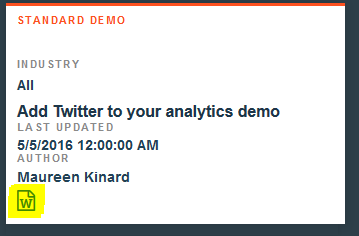 STANDARD DEMO
INDUSTRY
All
Add Twitter to your analytics demo
LAST UPDATED
5/5/2016 12:00:00 AM
AUTHOR
Maureen Kinard
W